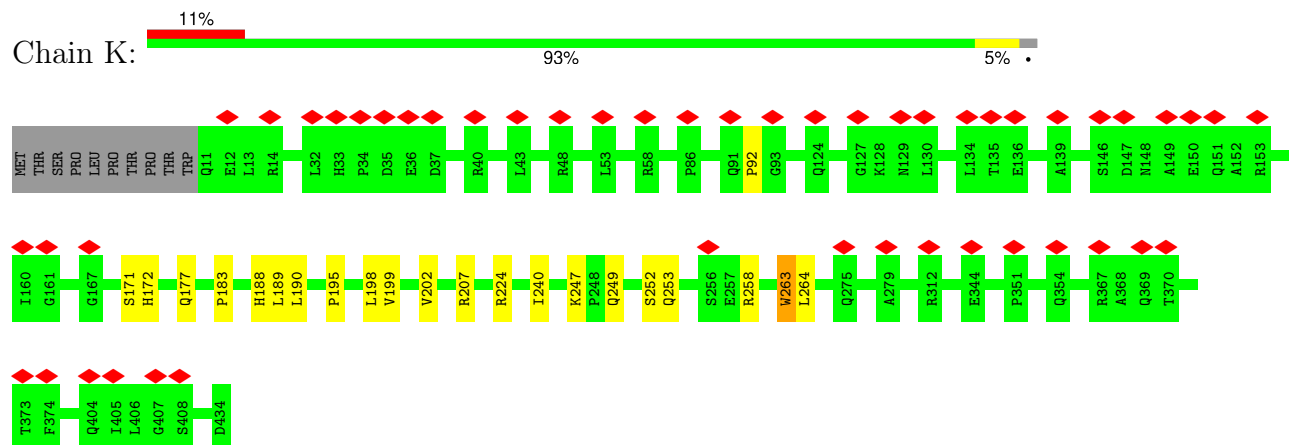 11%
Chain K:
93% 5% •
MET THR SER PRO LEU PRO THR PRO THR TRP Q11 E12 L13 R14 L32 H33 P34 D35 E36 D37 R40 L43 R48 L53 R58 P86 Q91 P92 G93 Q124 G127 K128 N129 L130 L134 T135 E136 A139 S146 D147 N148 A149 E150 Q151 A152 R153
I160 G161 G167 S171 H172 Q177 P183 H188 L189 L190 P195 L198 V199 V202 R207 R224 I240 K247 P248 Q249 S252 Q253 S256 E257 R258 W263 L264 Q275 A279 R312 E344 P351 Q354 R367 A368 Q369 T370
T373 F374 Q404 I405 L406 G407 S408 D434